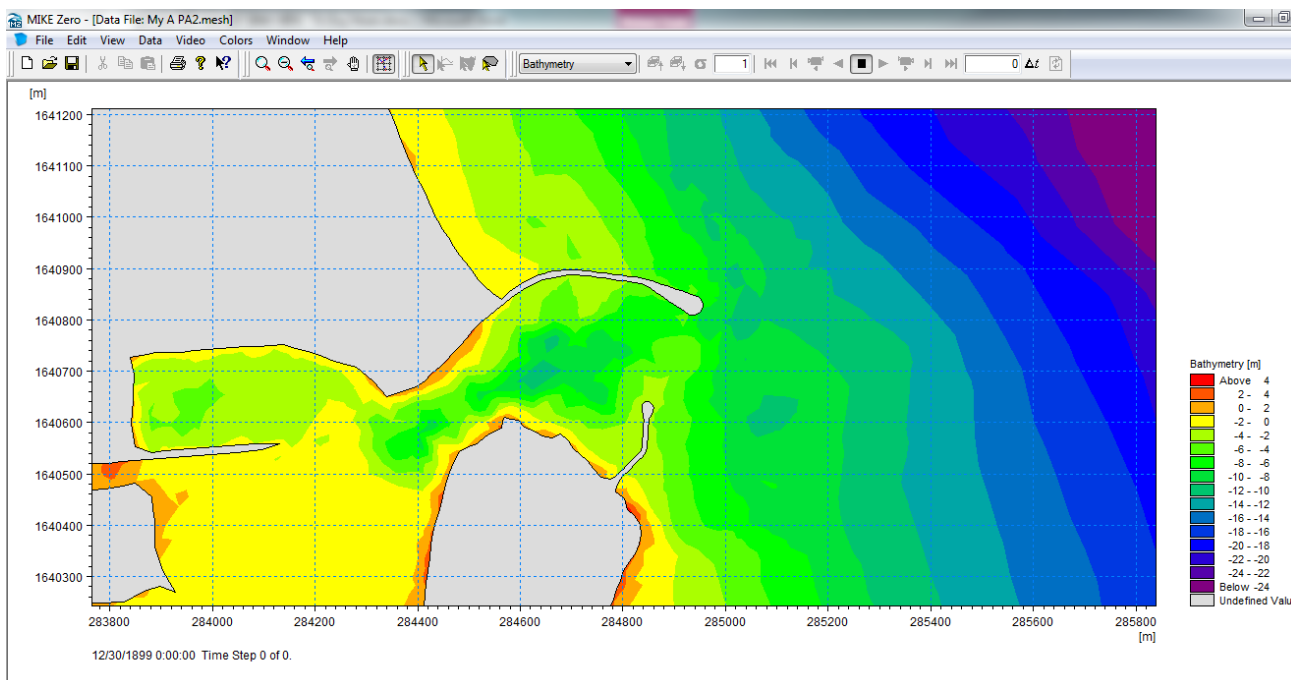 MIKE Zero - [Data File: My A PA2.mesh]
File Edit View Data Video Colors Window Help
Bathymetry 1 0 Δt
[m]
1641200
1641100
1641000
1640900
1640800
1640700
1640600
1640500
1640400
1640300
283800 284000 284200 284400 284600 284800 285000 285200 285400 285600 285800
[m]
Bathymetry [m]
Above 4
2 - 4
0 - 2
-2 - 0
-4 - -2
-6 - -4
-8 - -6
-10 - -8
-12 - -10
-14 - -12
-16 - -14
-18 - -16
-20 - -18
-22 - -20
-24 - -22
Below -24
Undefined Valu
12/30/1899 0:00:00 Time Step 0 of 0.